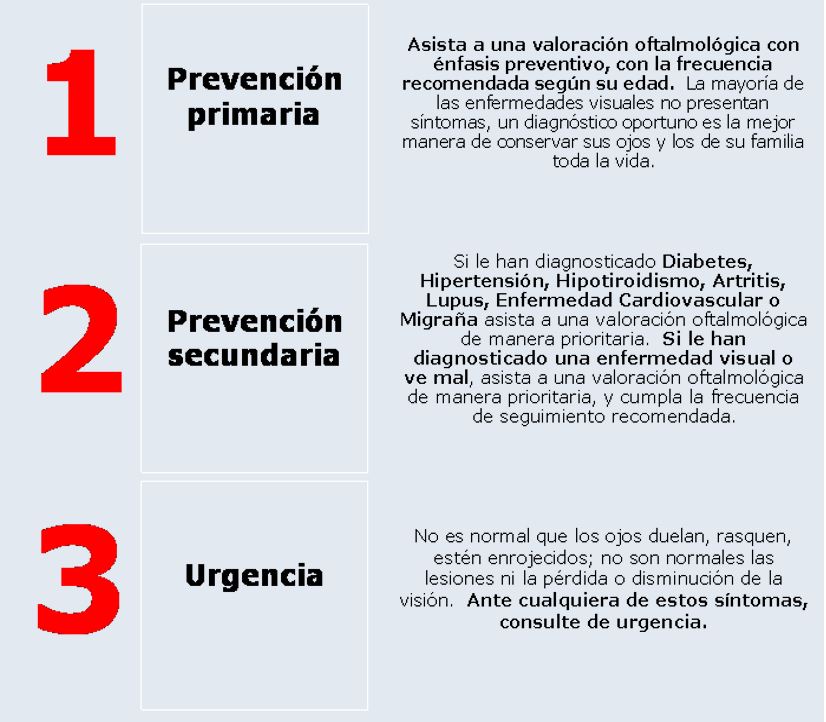 1
Prevención
primaria
Asista a una valoración oftalmológica con
énfasis preventivo, con la frecuencia
recomendada según su edad. La mayoría de
las enfermedades visuales no presentan
síntomas, un diagnóstico oportuno es la mejor
manera de conservar sus ojos y los de su familia
toda la vida.
2
Prevención
secundaria
Si le han diagnosticado Diabetes,
Hipertensión, Hipotiroidismo, Artritis,
Lupus, Enfermedad Cardiovascular o
Migraña asista a una valoración oftalmológica
de manera prioritaria. Si le han
diagnosticado una enfermedad visual o
ve mal, asista a una valoración oftalmológica
de manera prioritaria, y cumpla la frecuencia
de seguimiento recomendada.
3
Urgencia
No es normal que los ojos duelan, rasquen,
estén enrojecidos; no son normales las
lesiones ni la pérdida o disminución de la
visión. Ante cualquiera de estos síntomas,
consulte de urgencia.